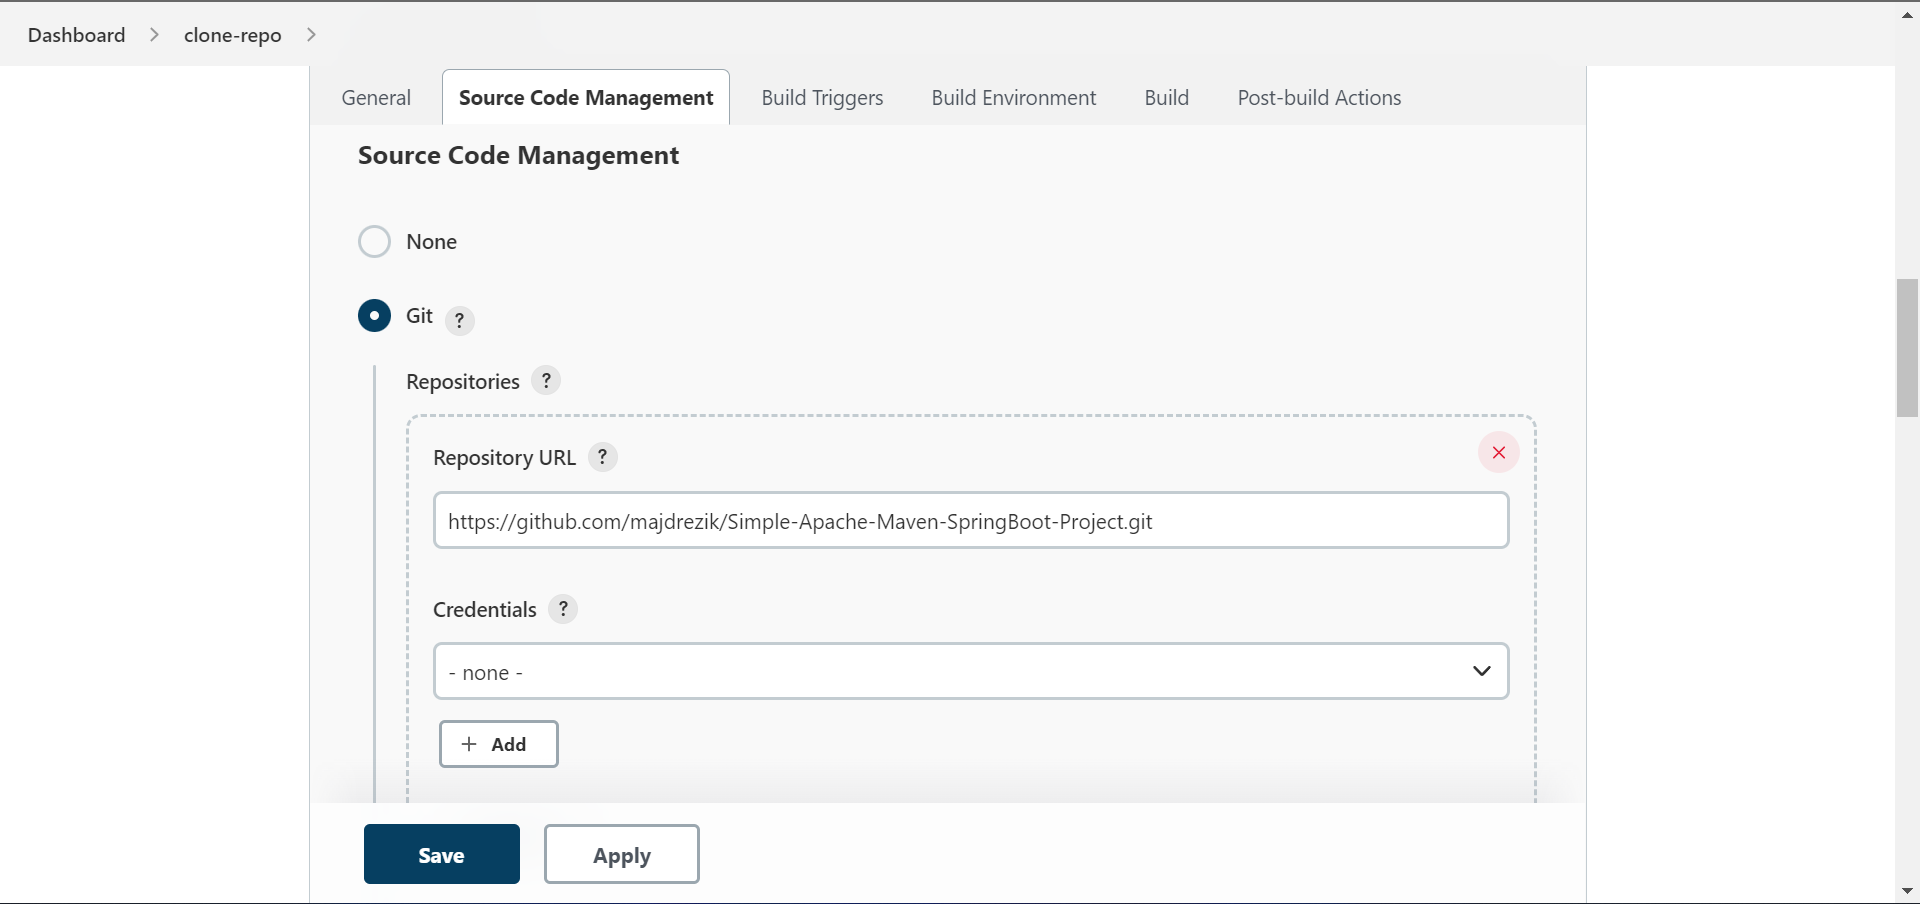 Dashboard > clone-repo >
General Source Code Management Build Triggers Build Environment Build Post-build Actions
Source Code Management
None
Git ?
Repositories ?
Repository URL ?
https://github.com/majdrezik/Simple-Apache-Maven-SpringBoot-Project.git
Credentials ?
- none -
+ Add
Save Apply